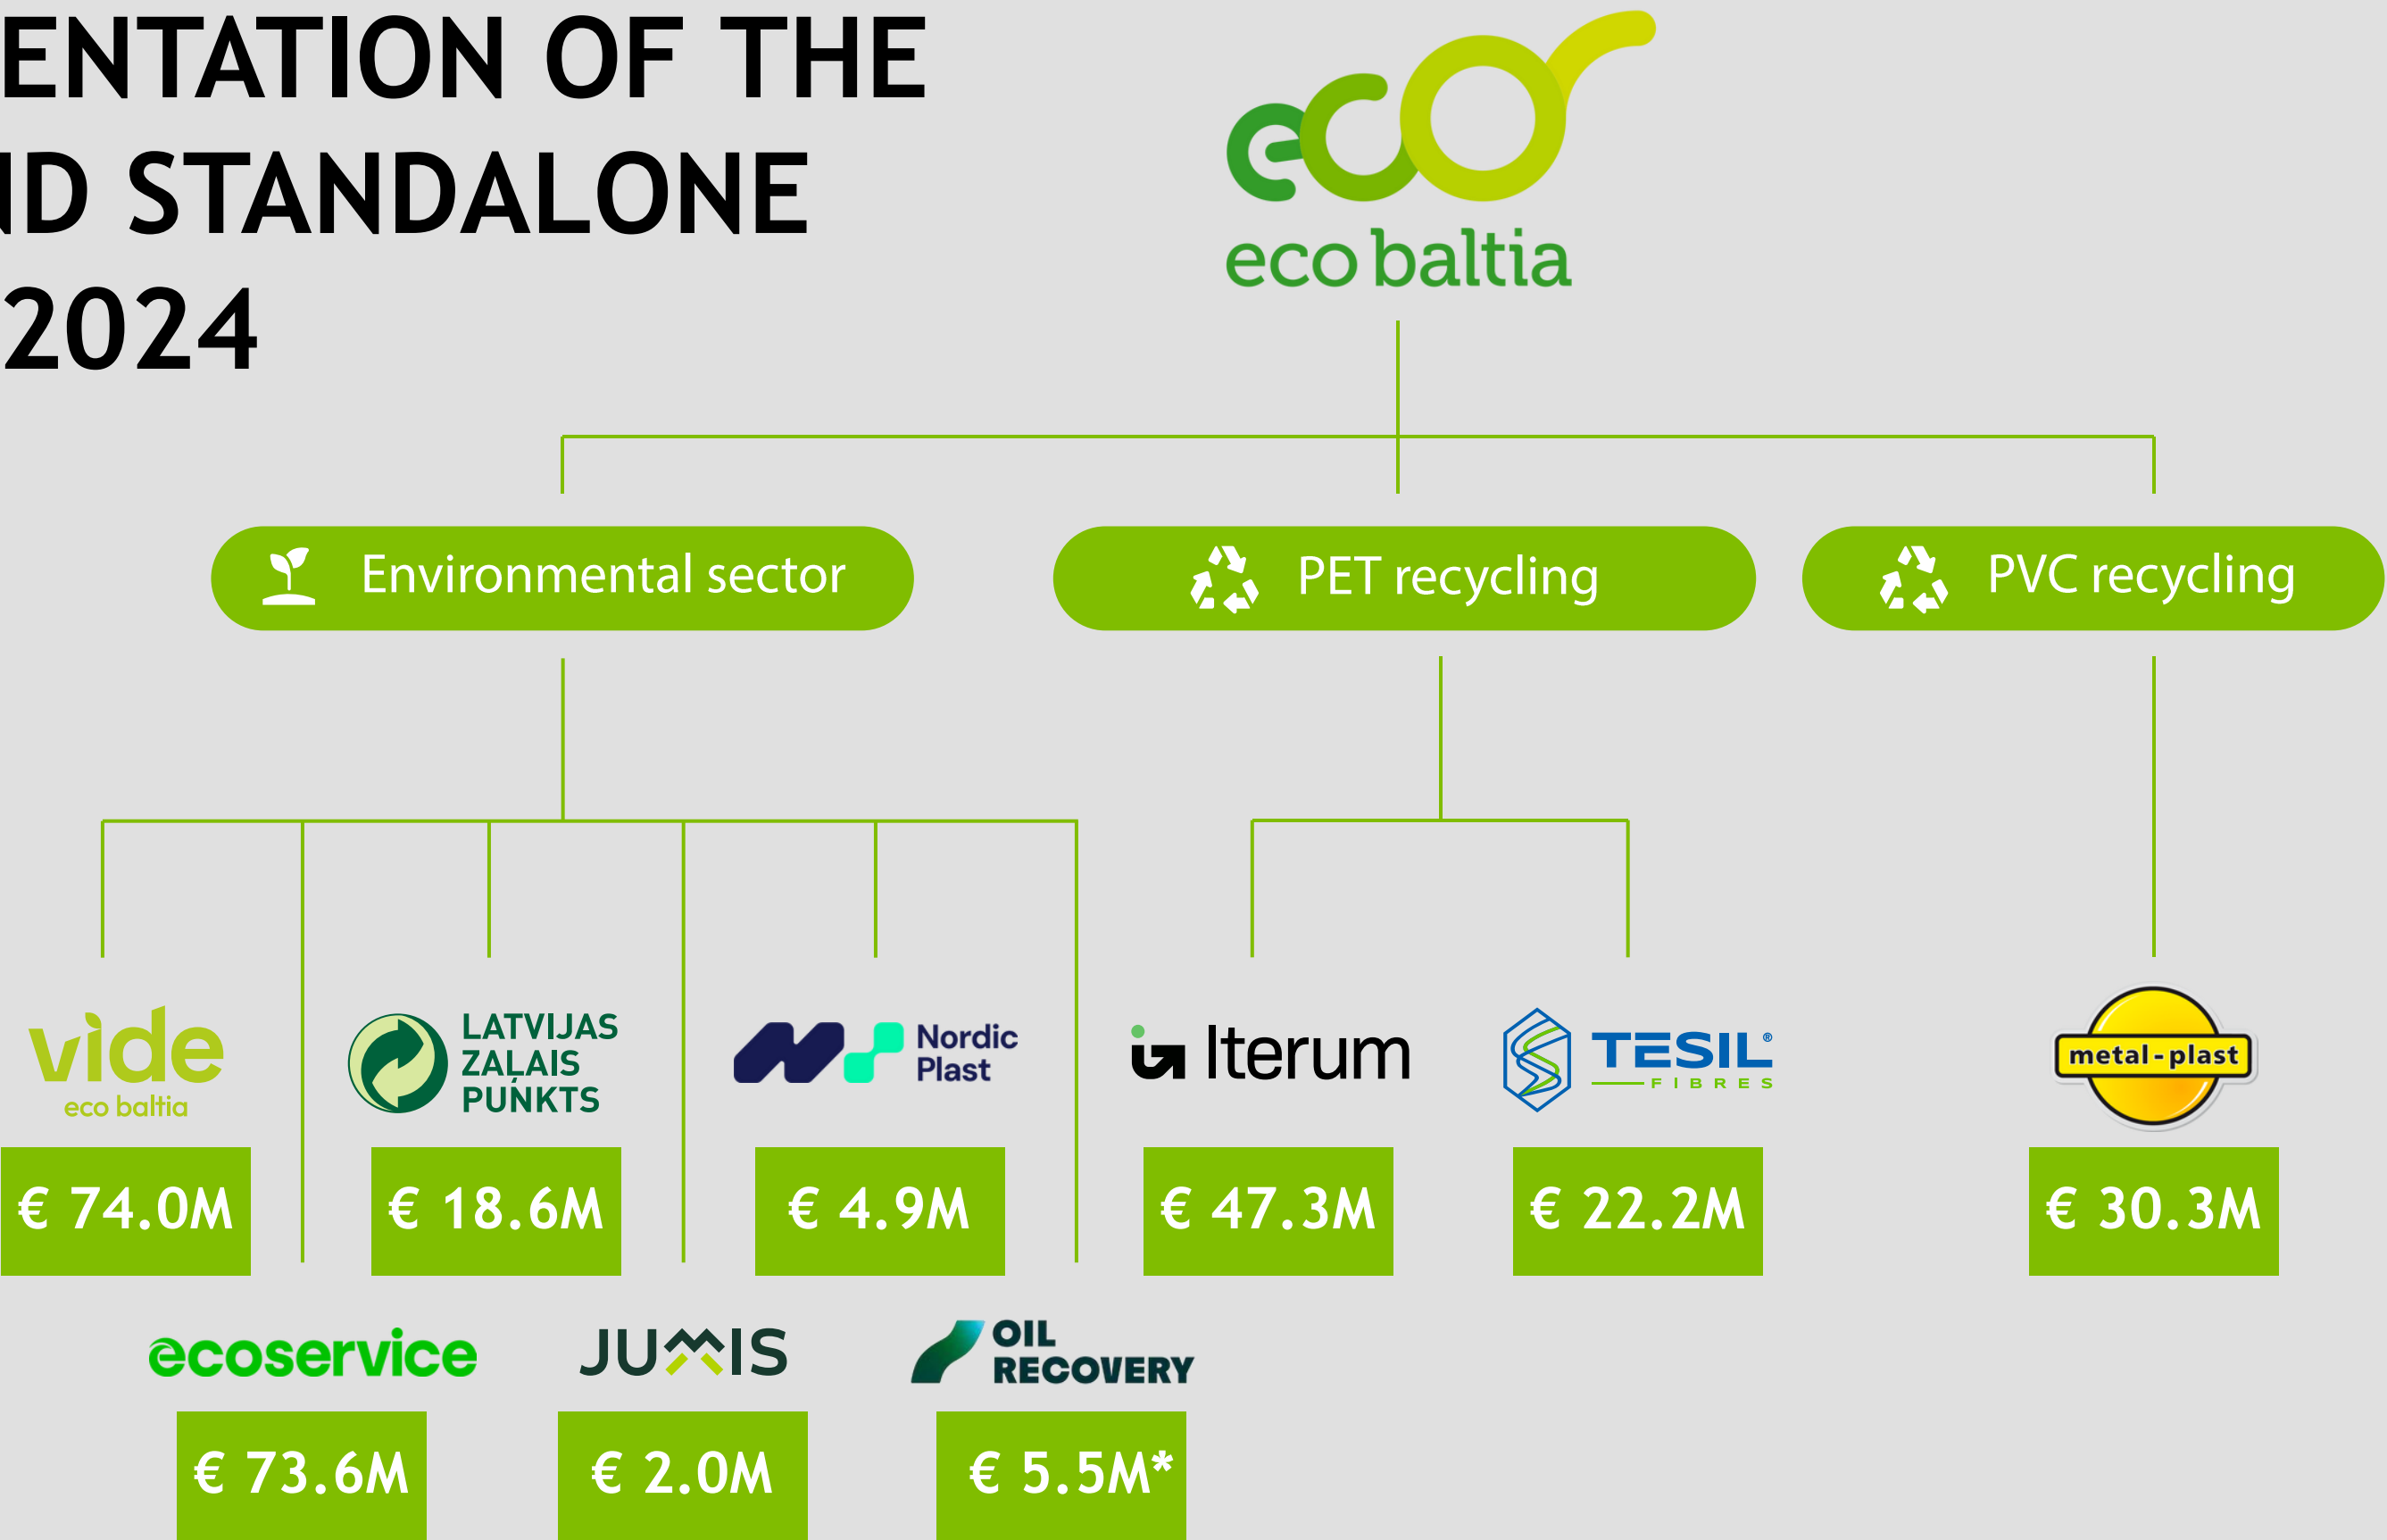 ENTATION OF THE
ND STANDALONE
2024
eco
eco baltia
Environmental sector
PET recycling
PVC recycling
vide
eco baltia
LATVIJAS
ZAĻAIS
PUNKTS
Nordic
Plast
Iterum
TESIL®
FIBRES
metal-plast
€ 74.0M
€ 18.6M
€ 4.9M
€ 47.3M
€ 22.2M
€ 30.3M
ecoservice
JUMIS
OIL
RECOVERY
€ 73.6M
€ 2.0M
€ 5.5M*